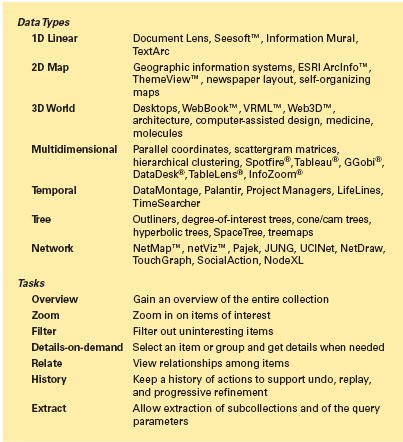 Data Types
1D Linear Document Lens, Seesoft™, Information Mural,
TextArc
2D Map Geographic information systems, ESRI ArcInfo™,
ThemeView™, newspaper layout, self-organizing
maps
3D World Desktops, WebBook™, VRML™, Web3D™,
architecture, computer-assisted design, medicine,
molecules
Multidimensional Parallel coordinates, scattergram matrices,
hierarchical clustering, Spotfire®, Tableau®, GGobi®,
DataDesk®, TableLens®, InfoZoom®
Temporal DataMontage, Palantir, Project Managers, LifeLines,
TimeSearcher
Tree Outliners, degree-of-interest trees, cone/cam trees,
hyperbolic trees, SpaceTree, treemaps
Network NetMap™, netViz™, Pajek, JUNG, UCINet, NetDraw,
TouchGraph, SocialAction, NodeXL
Tasks
Overview Gain an overview of the entire collection
Zoom Zoom in on items of interest
Filter Filter out uninteresting items
Details-on-demand Select an item or group and get details when needed
Relate View relationships among items
History Keep a history of actions to support undo, replay,
and progressive refinement
Extract Allow extraction of subcollections and of the query
parameters